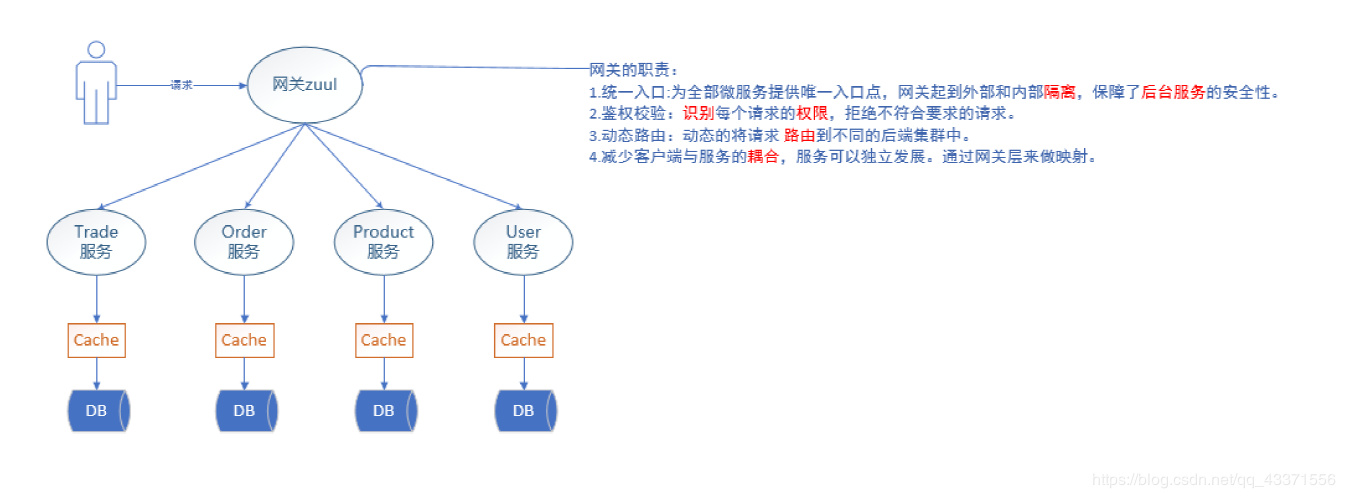 请求
网关zuul
网关的职责：
1.统一入口:为全部微服务提供唯一入口点，网关起到外部和内部隔离，保障了后台服务的安全性。
2.鉴权校验：识别每个请求的权限，拒绝不符合要求的请求。
3.动态路由：动态的将请求 路由到不同的后端集群中。
4.减少客户端与服务的耦合，服务可以独立发展。通过网关层来做映射。
Trade
服务
Order
服务
Product
服务
User
服务
Cache
Cache
Cache
Cache
DB
DB
DB
DB
https://blog.csdn.net/qq_43371556